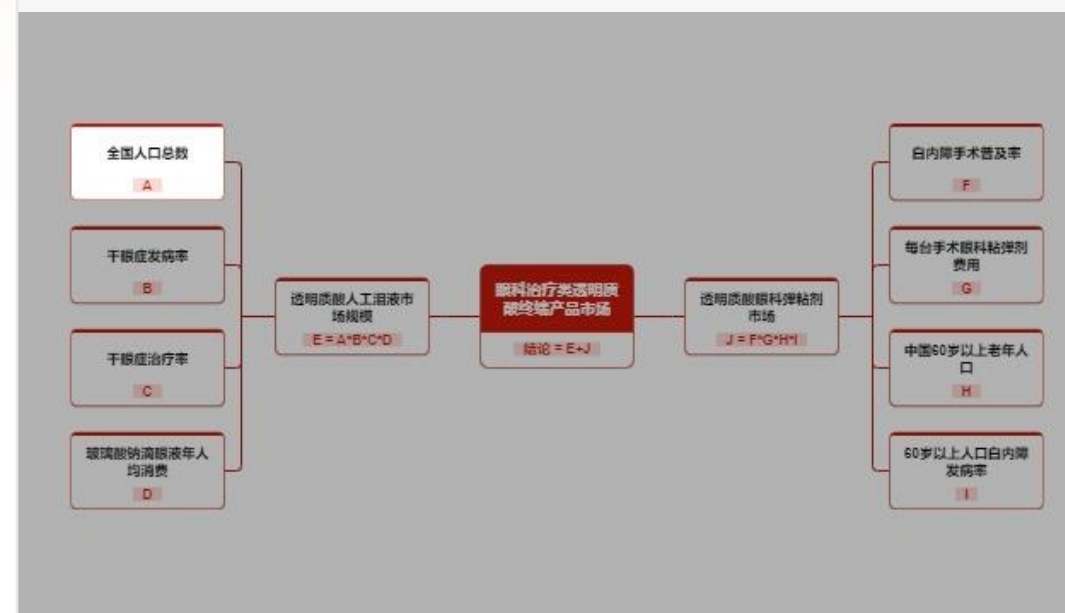 全国人口总数
A
干眼症发病率
B
干眼症治疗率
C
玻璃酸钠滴眼液年人
均消费
D
透明质酸人工泪液市
场规模
E = A*B*C*D
眼科治疗类透明质
酸终端产品市场
结论 = E+J
透明质酸眼科弹粘剂
市场
J = F*G*H*I
白内障手术普及率
F
每台手术眼科粘弹剂
费用
G
中国60岁以上老年人
口
H
60岁以上人口白内障
发病率
I